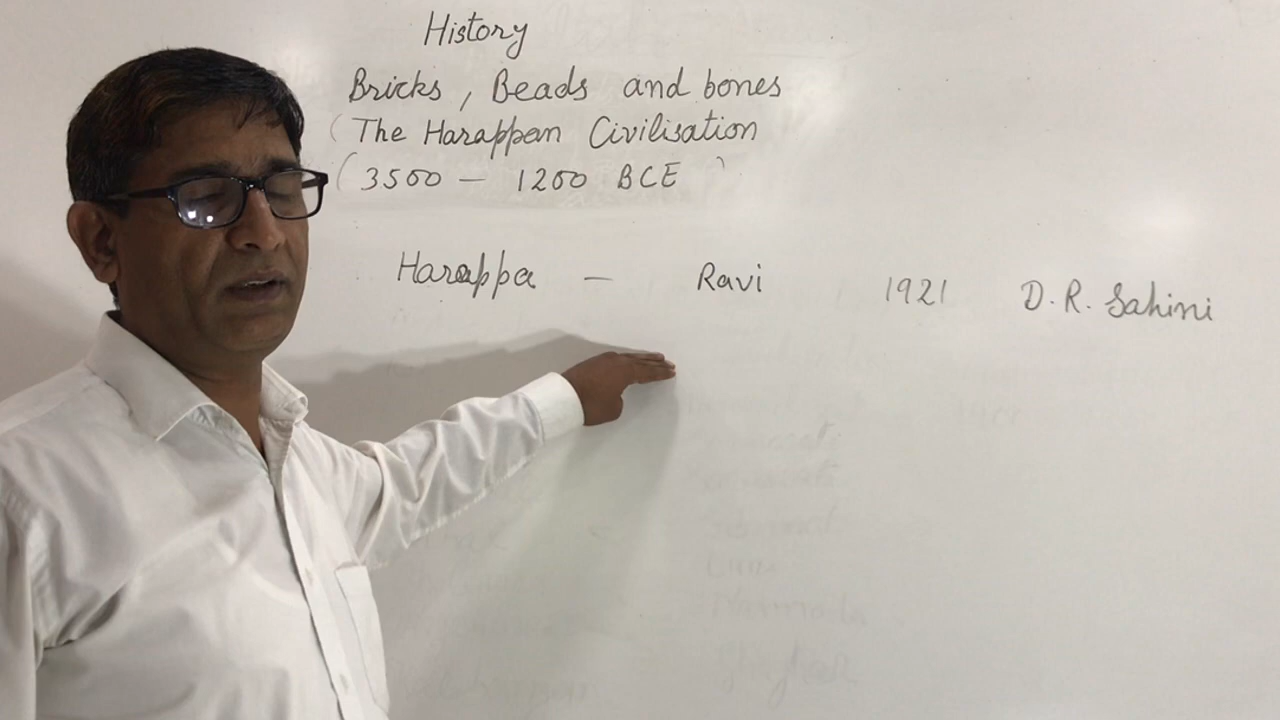 History
Bricks, Beads and bones
(The Harappan Civilisation
(3500 - 1200 BCE)
Harappa - Ravi 1921 D.R. Sahini